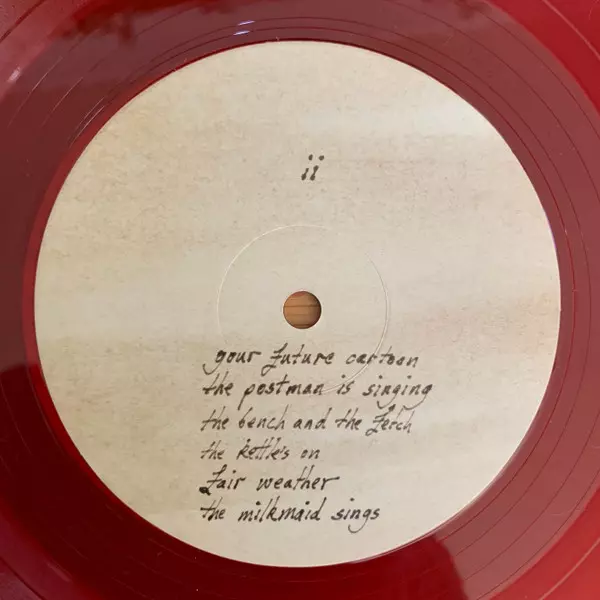 ii
your future cartoon
the postman is singing
the bench and the fetch
the kettle's on
fair weather
the milkmaid sings